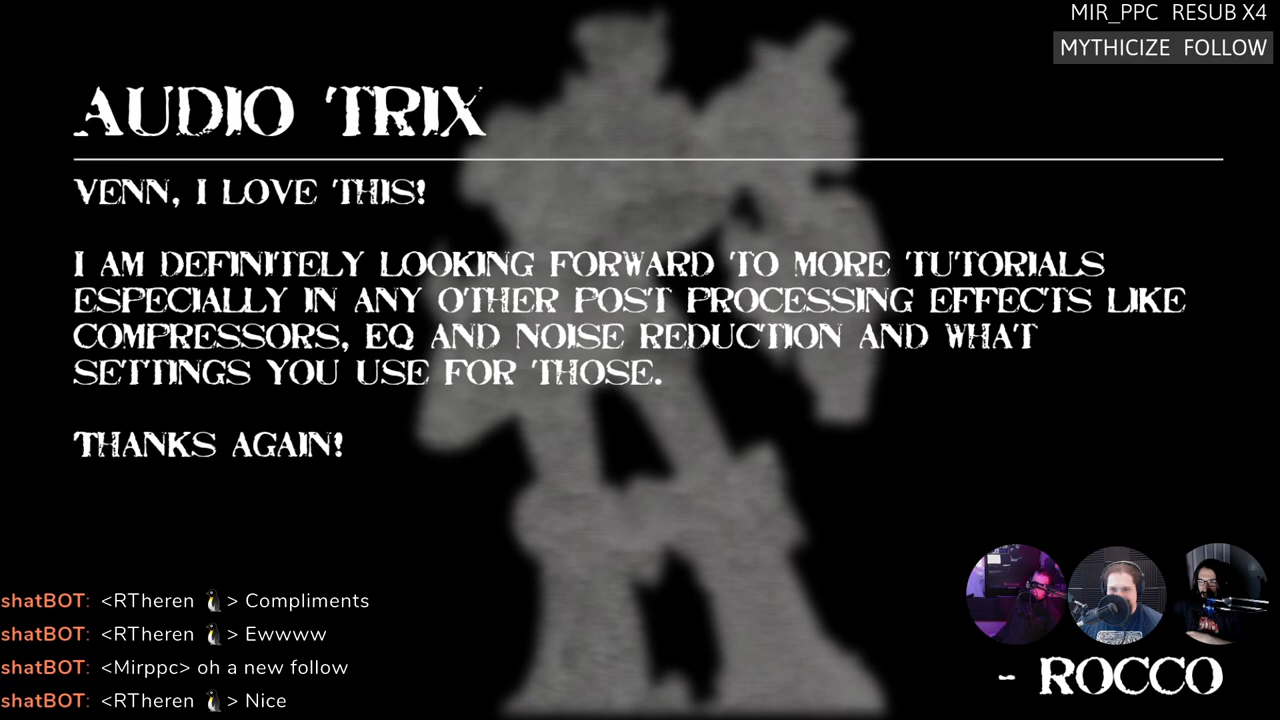 MIR_PPC RESUB X4
MYTHICIZE FOLLOW
AUDIO TRIX
VENN, I LOVE THIS!
I AM DEFINITELY LOOKING FORWARD TO MORE TUTORIALS
ESPECIALLY IN ANY OTHER POST PROCESSING EFFECTS LIKE
COMPRESSORS, EQ AND NOISE REDUCTION AND WHAT
SETTINGS YOU USE FOR THOSE.
THANKS AGAIN!
shatBOT: <RTheren 🐧> Compliments
shatBOT: <RTheren 🐧> Ewwww
shatBOT: <Mirppc> oh a new follow
shatBOT: <RTheren 🐧> Nice
- ROCCO